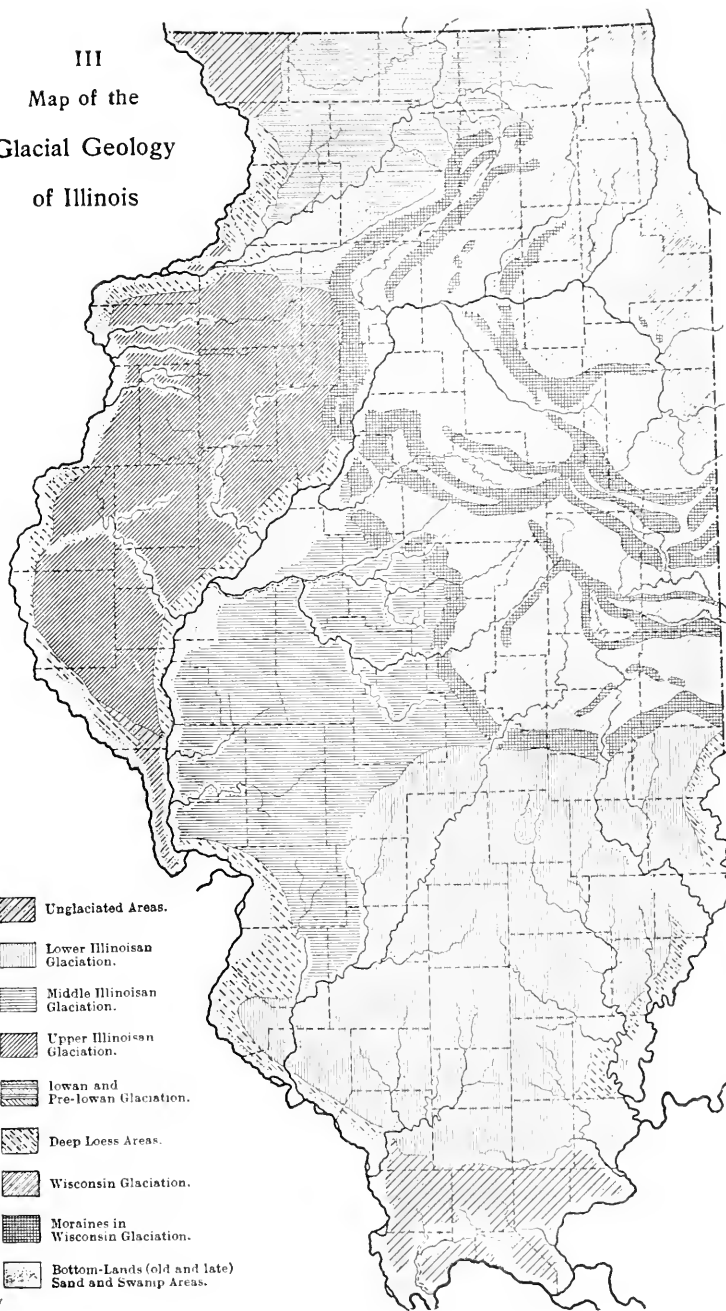 III
Map of the
Glacial Geology
of Illinois
Unglaciated Areas.
Lower Illinoisan
Glaciation.
Middle Illinoisan
Glaciation.
Upper Illinoisan
Glaciation.
Iowan and
Pre-Iowan Glaciation.
Deep Loess Areas.
Wisconsin Glaciation.
Moraines in
Wisconsin Glaciation.
Bottom-Lands (old and late)
Sand and Swamp Areas.